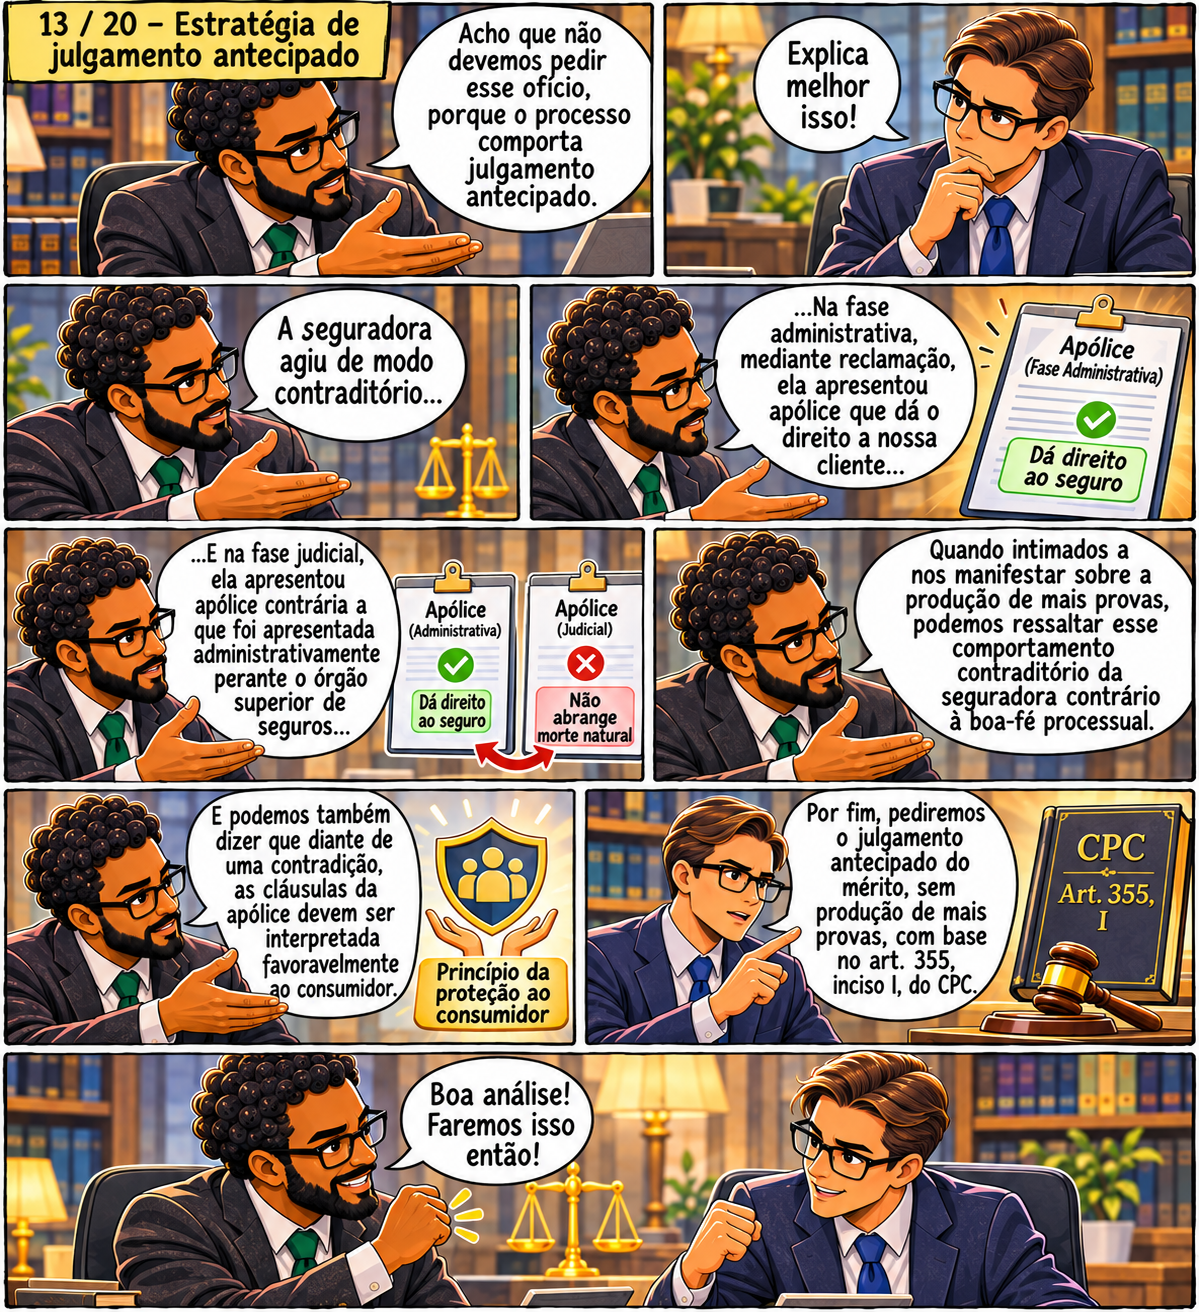 13 / 20 – Estratégia de
julgamento antecipado
Acho que não
devemos pedir
esse ofício,
porque o processo
comporta
julgamento
antecipado.
Explica
melhor
isso!
A seguradora
agiu de modo
contraditório...
...Na fase
administrativa,
mediante reclamação,
ela apresentou
apólice que dá o
direito a nossa
cliente...
Apólice
(Fase Administrativa)
Dá direito
ao seguro
...E na fase judicial,
ela apresentou
apólice contrária a
que foi apresentada
administrativamente
perante o órgão
superior de
seguros...
Apólice
(Administrativa)
Dá direito
ao seguro
Apólice
(Judicial)
Não
abrange
morte natural
Quando intimados a
nos manifestar sobre a
produção de mais provas,
podemos ressaltar esse
comportamento
contraditório da
seguradora contrário
à boa-fé processual.
E podemos também
dizer que diante de
uma contradição,
as cláusulas da
apólice devem ser
interpretada
favoravelmente
ao consumidor.
Princípio da
proteção ao
consumidor
Por fim, pediremos
o julgamento
antecipado do
mérito, sem
produção de mais
provas, com base
no art. 355,
inciso I, do CPC.
CPC
Art. 355,
I
Boa análise!
Faremos isso
então!